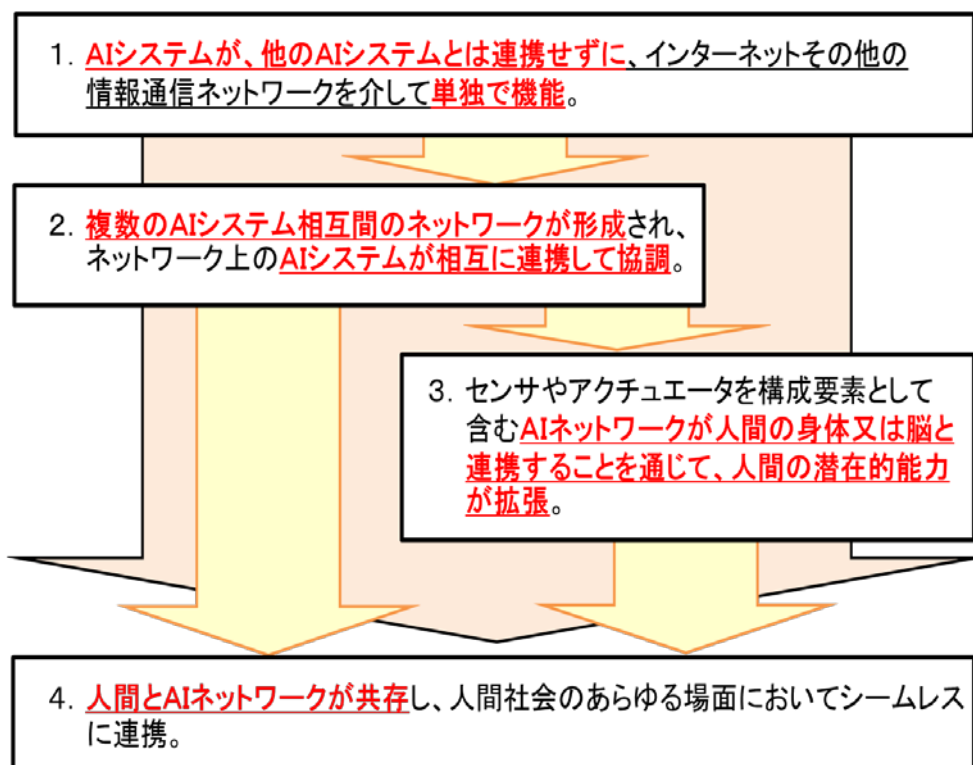 1. AIシステムが、他のAIシステムとは連携せずに、インターネットその他の
情報通信ネットワークを介して単独で機能。
2. 複数のAIシステム相互間のネットワークが形成され、
ネットワーク上のAIシステムが相互に連携して協調。
3. センサやアクチュエータを構成要素として
含むAIネットワークが人間の身体又は脳と
連携することを通じて、人間の潜在的能力
が拡張。
4. 人間とAIネットワークが共存し、人間社会のあらゆる場面においてシームレス
に連携。